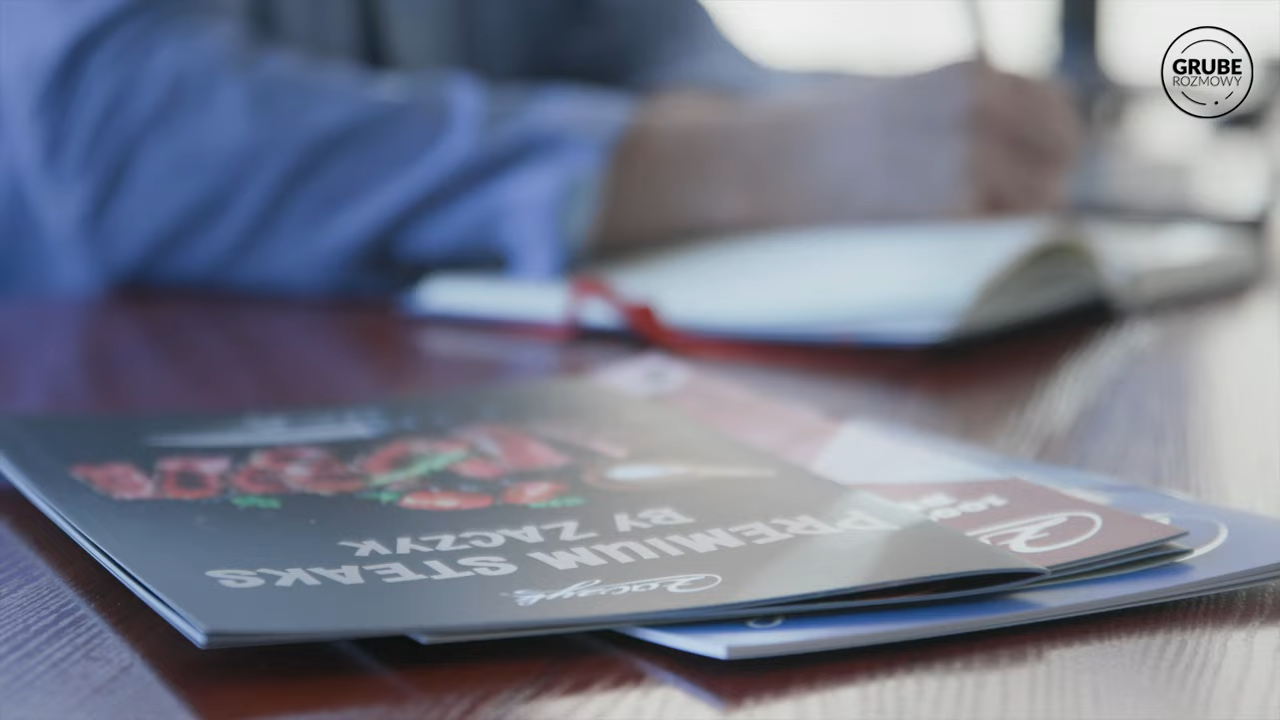 GRUBE
ROZMOWY
Zaczyk
PREMIUM STEAKS
BY ZACZYK